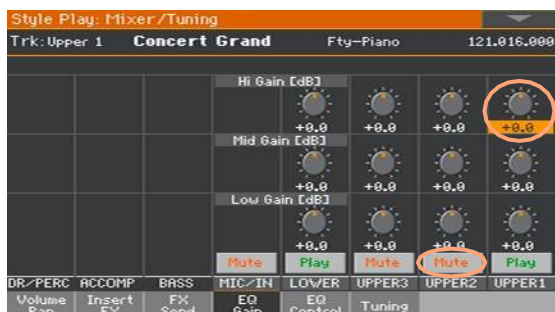 Style Play: Mixer/Tuning
Trk:Upper 1 Concert Grand Fty-Piano 121.016.000
Hi Gain [dB]
+0.0 +0.0 +0.0 +0.0
Mid Gain [dB]
+0.0 +0.0 +0.0 +0.0
Low Gain [dB]
+0.0 +0.0 +0.0 +0.0
Mute Play Mute Mute Play
DR/PERC ACCOMP BASS MIC/IN LOWER UPPER3 UPPER2 UPPER1
Volume Insert FX EQ EQ Tuning
Pan FX Send Gain Control